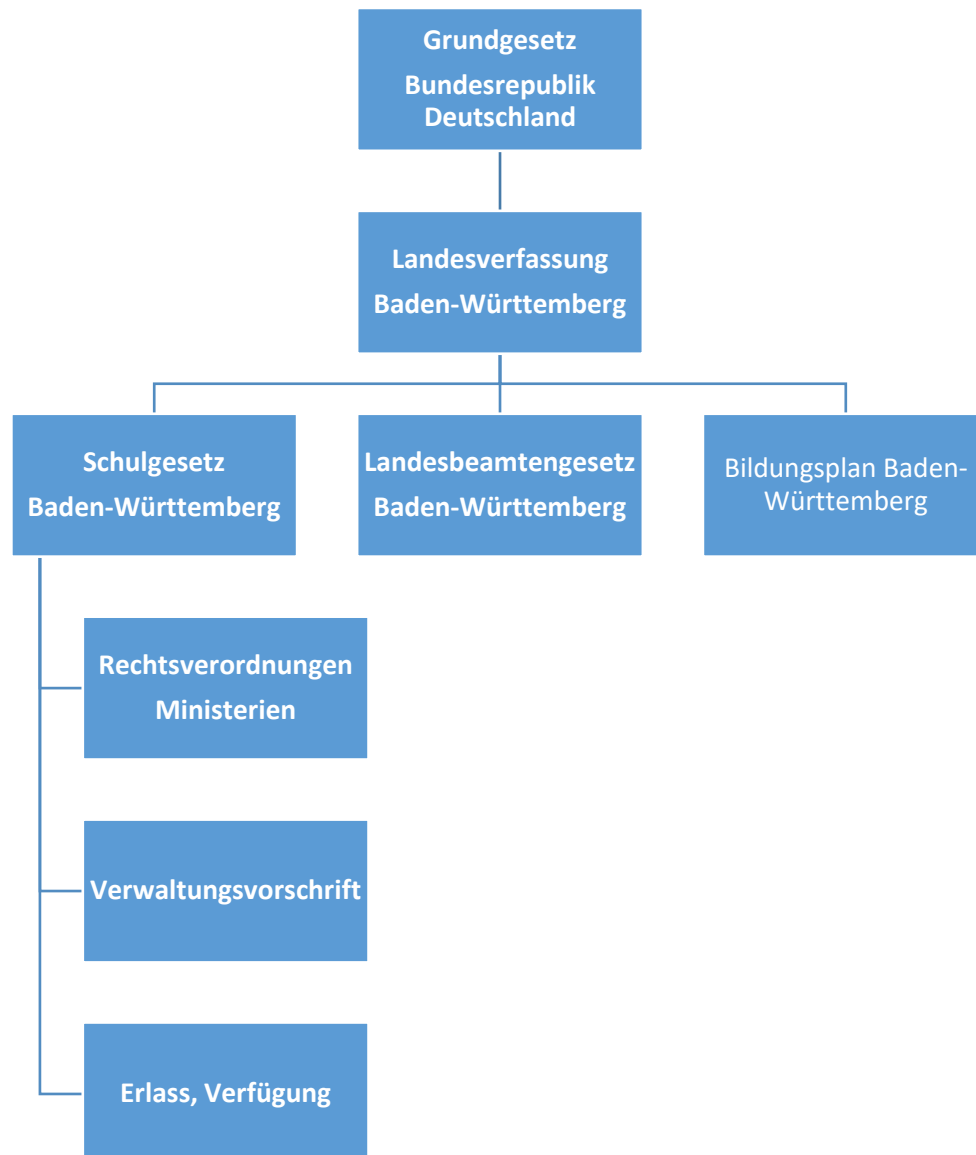 Grundgesetz
Bundesrepublik
Deutschland
Landesverfassung
Baden-Württemberg
Schulgesetz
Baden-Württemberg
Landesbeamtengesetz
Baden-Württemberg
Bildungsplan Baden-
Württemberg
Rechtsverordnungen
Ministerien
Verwaltungsvorschrift
Erlass, Verfügung